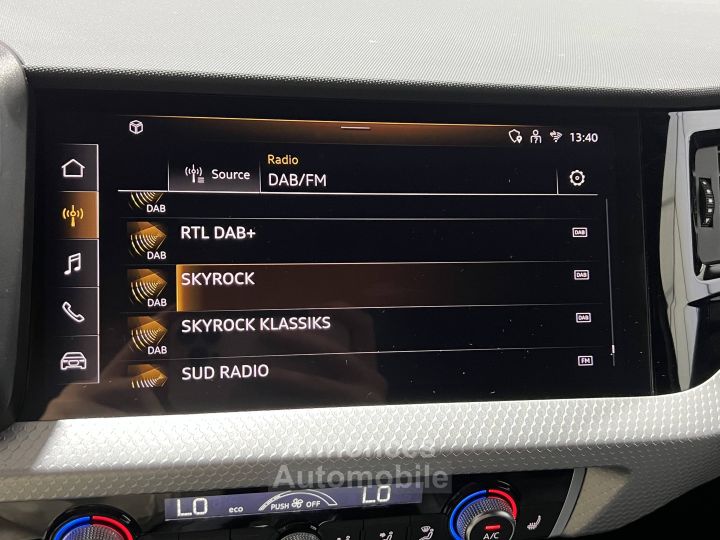 13:40
Source
Radio
DAB/FM
DAB
RTL DAB+
DAB
DAB
SKYROCK
DAB
DAB
SKYROCK KLASSIKS
DAB
DAB
SUD RADIO
FM
Annonces
Automobile
LO
eco
PUSH OFF
LO
A/C